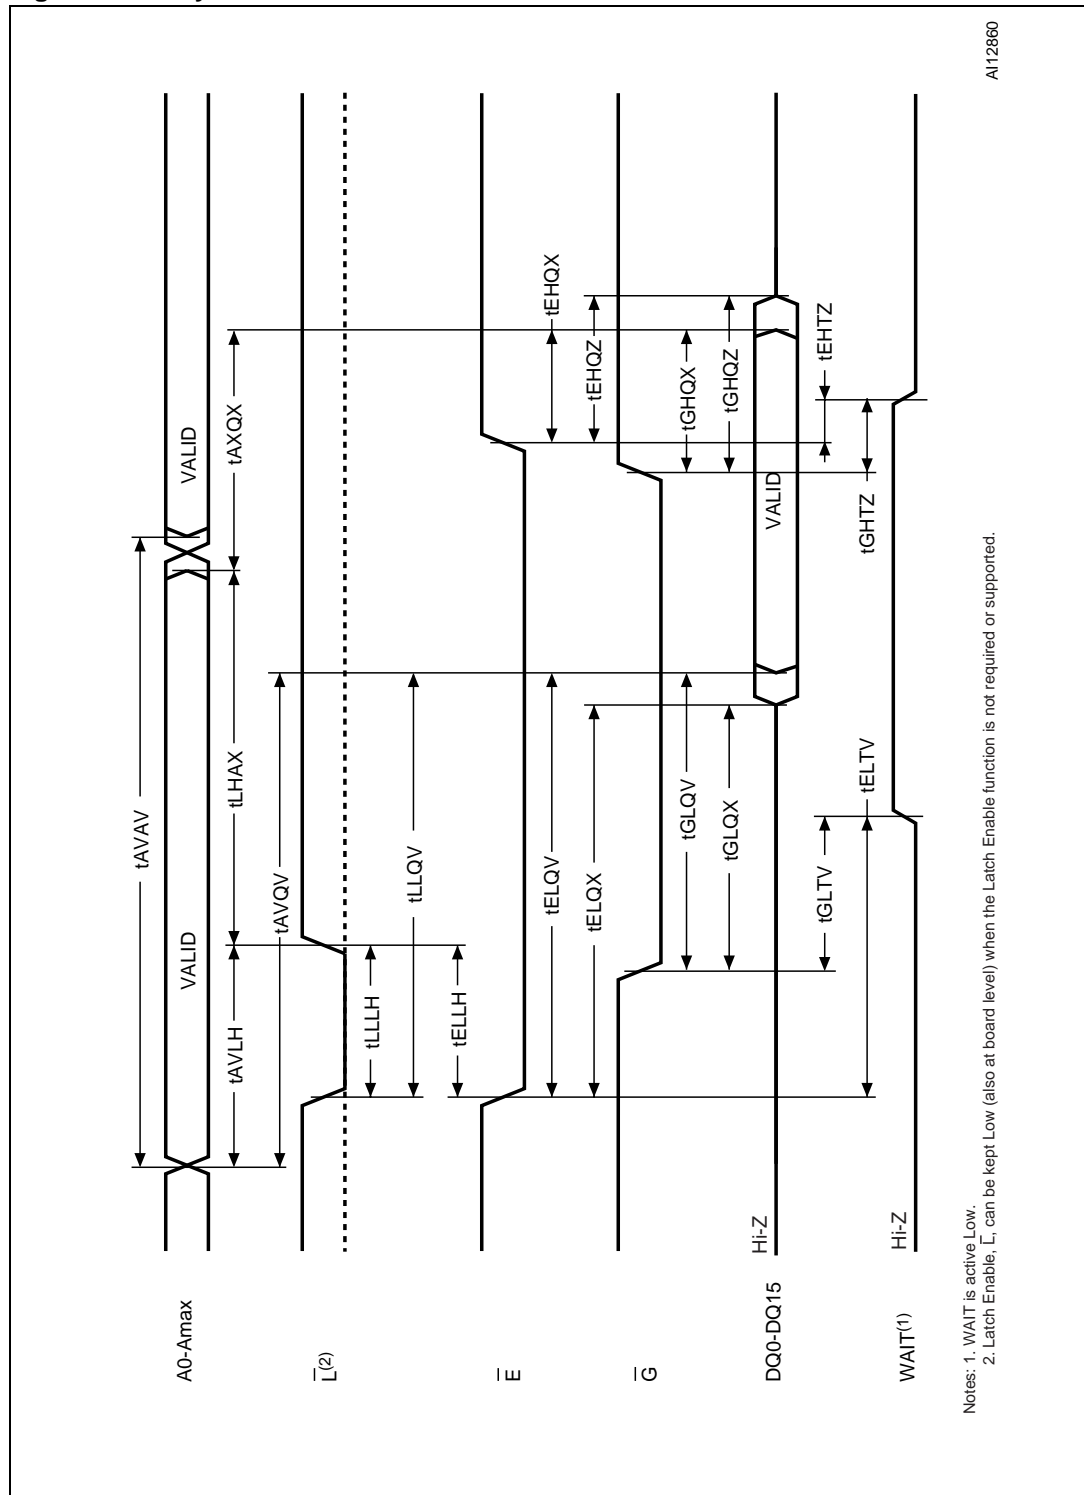 tAVAV
A0-Amax
VALID
VALID
tAVLH
tLHAX
tAXQX
tAVQV
L(2)
tLLLH
tLLQV
tELLH
E
tELQV
tEHQX
tELQX
tEHQZ
G
tGLQV
tGHQX
tGLQX
tGHQZ
DQ0-DQ15
Hi-Z
VALID
tGLTV
tEHTZ
tELTV
tGHTZ
WAIT(1)
Hi-Z
Notes: 1. WAIT is active Low.
2. Latch Enable, L, can be kept Low (also at board level) when the Latch Enable function is not required or supported.
AI12860